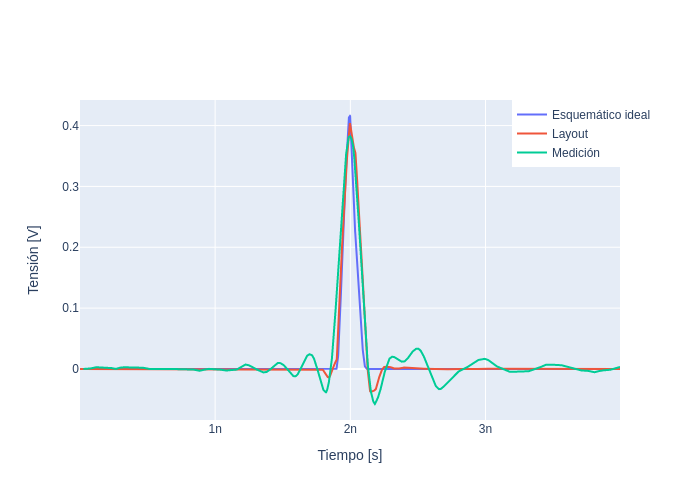 Esquemático ideal
Layout
Medición
0.4
0.3
0.2
0.1
0
Tensión [V]
1n
2n
3n
Tiempo [s]